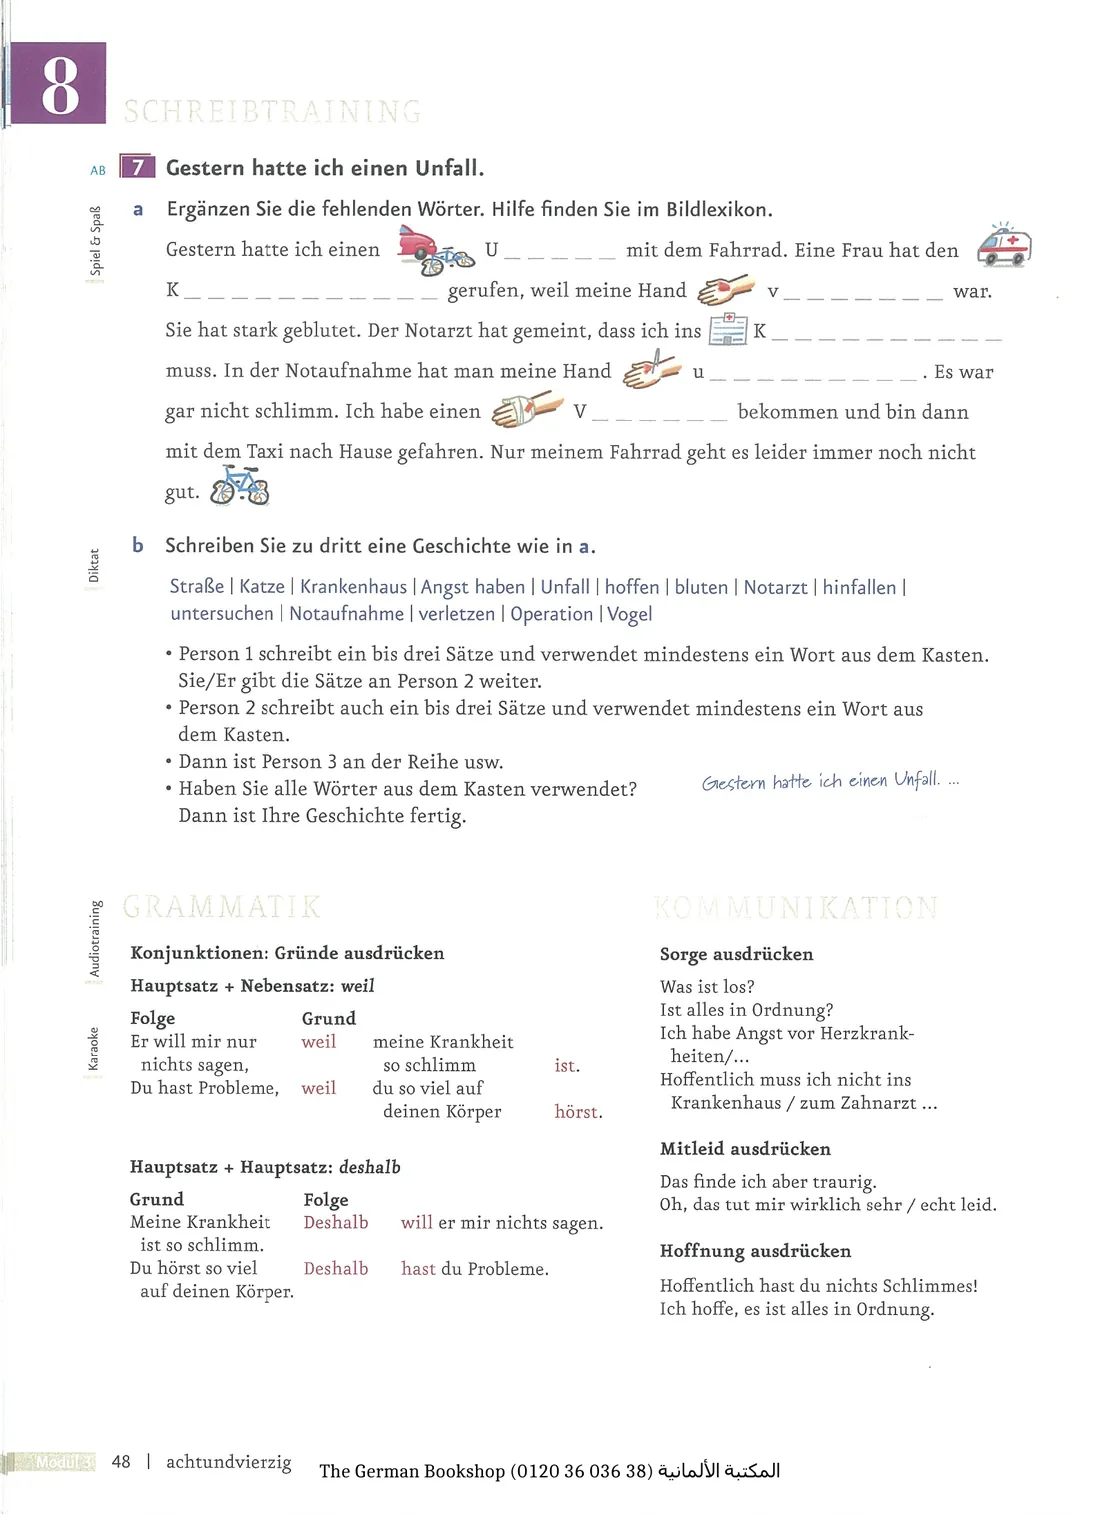 8
SCHREIBTRAINING
AB 7 Gestern hatte ich einen Unfall.
Spiel & Spaß
a Ergänzen Sie die fehlenden Wörter. Hilfe finden Sie im Bildlexikon.
Gestern hatte ich einen U _ _ _ _ _ mit dem Fahrrad. Eine Frau hat den
K _ _ _ _ _ _ _ _ _ _ _ gerufen, weil meine Hand v _ _ _ _ _ _ _ war.
Sie hat stark geblutet. Der Notarzt hat gemeint, dass ich ins K _ _ _ _ _ _ _ _ _ _
muss. In der Notaufnahme hat man meine Hand u _ _ _ _ _ _ _ _ _ . Es war
gar nicht schlimm. Ich habe einen V _ _ _ _ _ _ bekommen und bin dann
mit dem Taxi nach Hause gefahren. Nur meinem Fahrrad geht es leider immer noch nicht
gut.
Diktat
b Schreiben Sie zu dritt eine Geschichte wie in a.
Straße | Katze | Krankenhaus | Angst haben | Unfall | hoffen | bluten | Notarzt | hinfallen |
untersuchen | Notaufnahme | verletzen | Operation | Vogel
• Person 1 schreibt ein bis drei Sätze und verwendet mindestens ein Wort aus dem Kasten.
Sie/Er gibt die Sätze an Person 2 weiter.
• Person 2 schreibt auch ein bis drei Sätze und verwendet mindestens ein Wort aus
dem Kasten.
• Dann ist Person 3 an der Reihe usw.
• Haben Sie alle Wörter aus dem Kasten verwendet?
Dann ist Ihre Geschichte fertig.
Gestern hatte ich einen Unfall. ...
Audiotraining
Karaoke
GRAMMATIK
Konjunktionen: Gründe ausdrücken
Hauptsatz + Nebensatz: weil
Folge Grund
Er will mir nur weil meine Krankheit
nichts sagen, so schlimm ist.
Du hast Probleme, weil du so viel auf
deinen Körper hörst.
Hauptsatz + Hauptsatz: deshalb
Grund Folge
Meine Krankheit Deshalb will er mir nichts sagen.
ist so schlimm.
Du hörst so viel Deshalb hast du Probleme.
auf deinen Körper.
KOMMUNIKATION
Sorge ausdrücken
Was ist los?
Ist alles in Ordnung?
Ich habe Angst vor Herzkrank-
heiten/...
Hoffentlich muss ich nicht ins
Krankenhaus / zum Zahnarzt ...
Mitleid ausdrücken
Das finde ich aber traurig.
Oh, das tut mir wirklich sehr / echt leid.
Hoffnung ausdrücken
Hoffentlich hast du nichts Schlimmes!
Ich hoffe, es ist alles in Ordnung.
Modul 3 48 | achtundvierzig
The German Bookshop (0120 36 036 38) المكتبة الألمانية